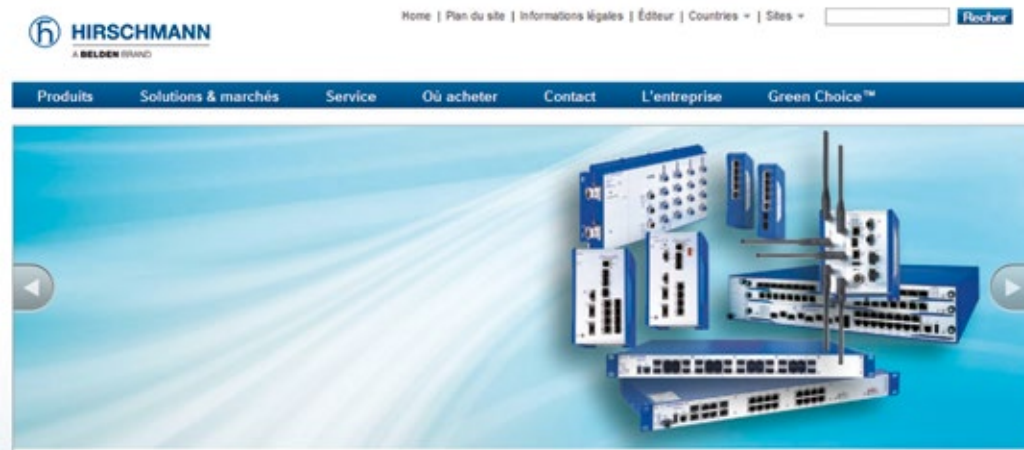 Home | Plan du site | Informations légales | Éditeur | Countries | Sites
Recher
HIRSCHMANN
A BELDEN BRAND
Produits Solutions & marchés Service Où acheter Contact L'entreprise Green Choice™